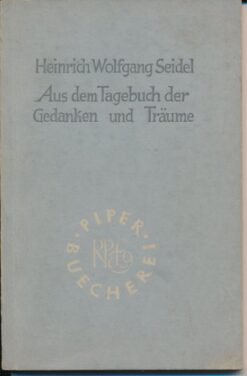 Heinrich Wolfgang Seidel
Aus dem Tagebuch der
Gedanken und Träume
· PIPER ·
BUECHEREI